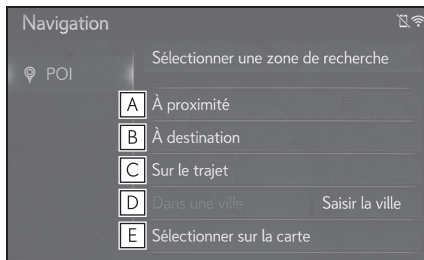 Navigation
POI
Sélectionner une zone de recherche
A À proximité
B À destination
C Sur le trajet
D Dans une ville Saisir la ville
E Sélectionner sur la carte